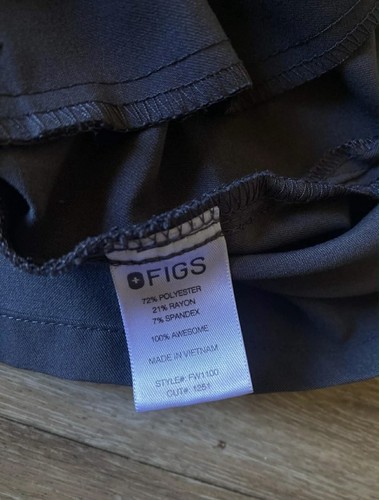 FIGS
72% POLYESTER
21% RAYON
7% SPANDEX
100% AWESOME
MADE IN VIETNAM
STYLE#: FW1100
CUT#: 1251